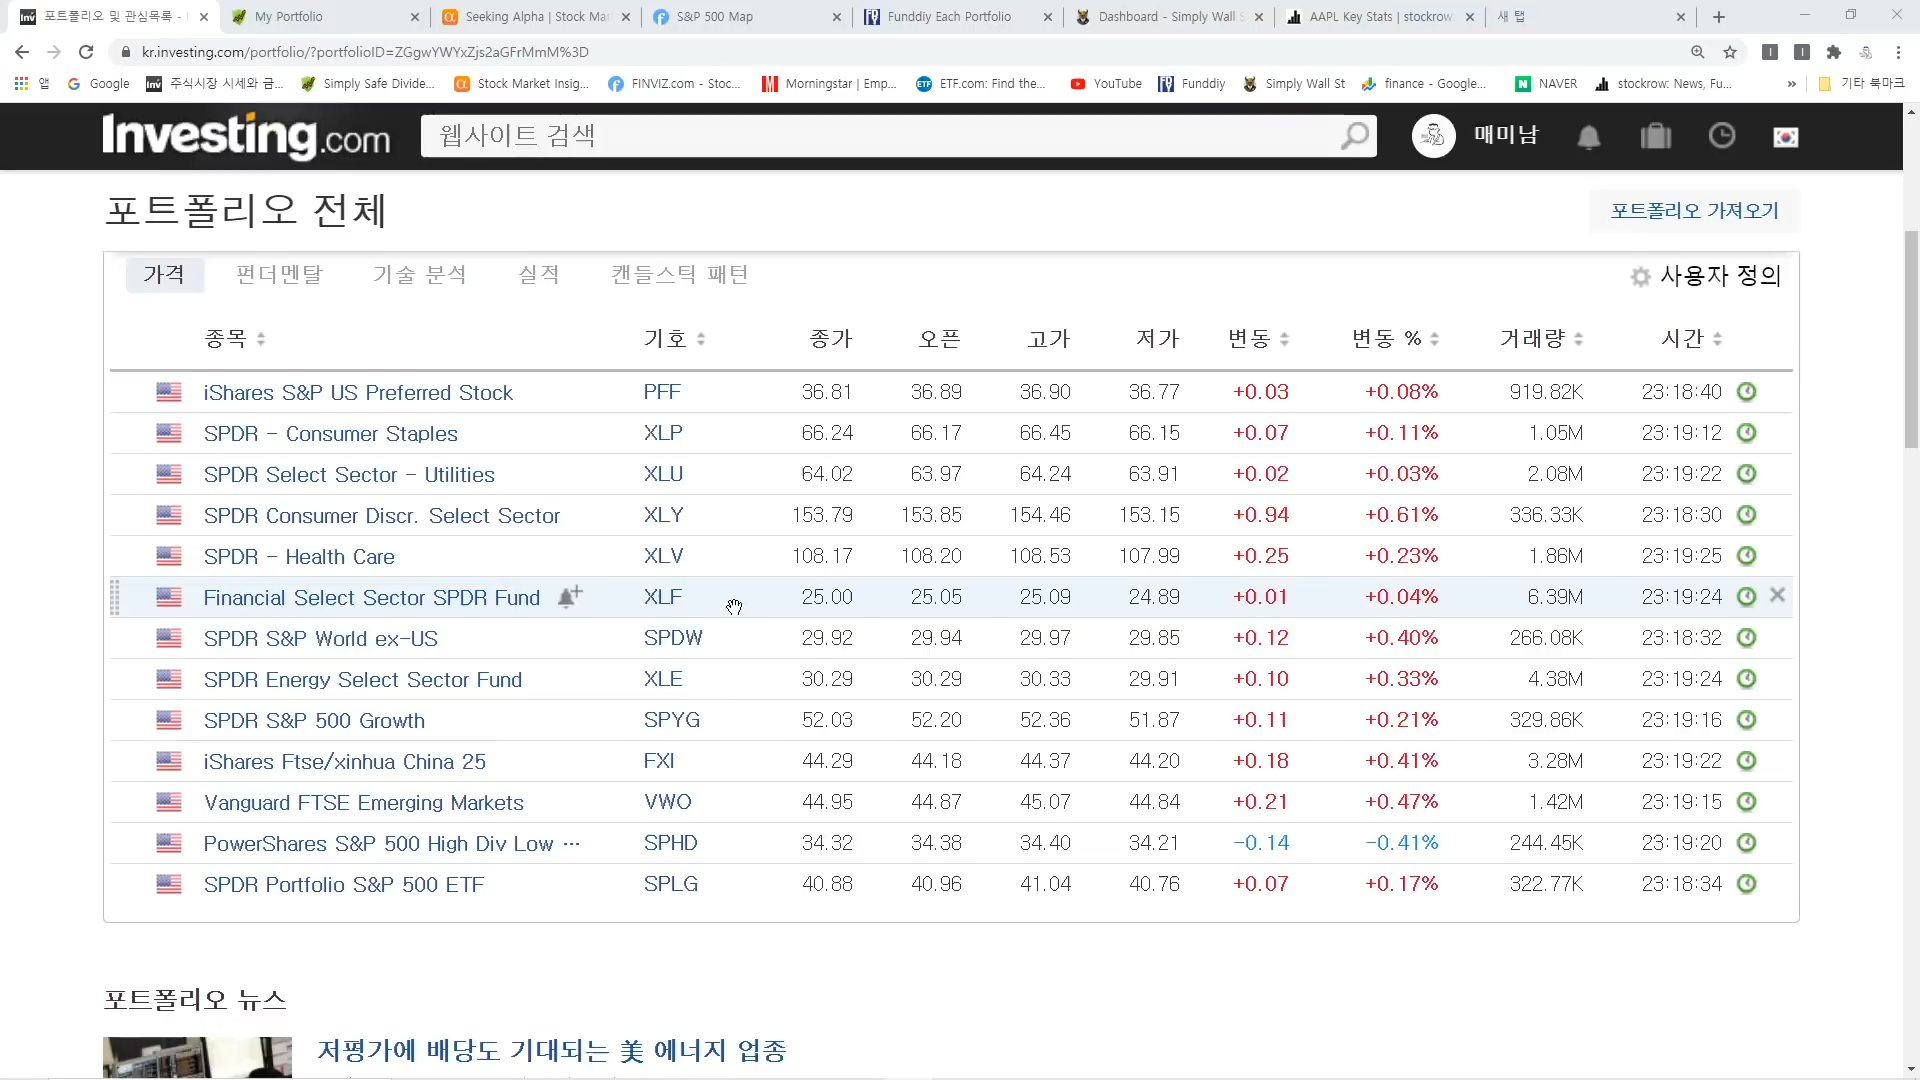 포트폴리오 및 관심목록 -
My Portfolio
Seeking Alpha | Stock Mar
S&P 500 Map
Funddiy Each Portfolio
Dashboard - Simply Wall S
AAPL Key Stats | stockrow
새 탭
kr.investing.com/portfolio/?portfolioID=ZGgwYWYxZjs2aGFrMmM%3D
앱
Google
주식시장 시세와 금...
Simply Safe Divide...
Stock Market Insig...
FINVIZ.com - Stoc...
Morningstar | Emp...
ETF.com: Find the...
YouTube
Funddiy
Simply Wall St
finance - Google...
NAVER
stockrow: News, Fu...
»
기타 북마크
Investing.com
웹사이트 검색
매미남
포트폴리오 전체
포트폴리오 가져오기
가격 펀더멘탈 기술 분석 실적 캔들스틱 패턴
사용자 정의
종목 기호 종가 오픈 고가 저가 변동 변동 % 거래량 시간
iShares S&P US Preferred Stock PFF 36.81 36.89 36.90 36.77 +0.03 +0.08% 919.82K 23:18:40
SPDR - Consumer Staples XLP 66.24 66.17 66.45 66.15 +0.07 +0.11% 1.05M 23:19:12
SPDR Select Sector - Utilities XLU 64.02 63.97 64.24 63.91 +0.02 +0.03% 2.08M 23:19:22
SPDR Consumer Discr. Select Sector XLY 153.79 153.85 154.46 153.15 +0.94 +0.61% 336.33K 23:18:30
SPDR - Health Care XLV 108.17 108.20 108.53 107.99 +0.25 +0.23% 1.86M 23:19:25
Financial Select Sector SPDR Fund XLF 25.00 25.05 25.09 24.89 +0.01 +0.04% 6.39M 23:19:24
SPDR S&P World ex-US SPDW 29.92 29.94 29.97 29.85 +0.12 +0.40% 266.08K 23:18:32
SPDR Energy Select Sector Fund XLE 30.29 30.29 30.33 29.91 +0.10 +0.33% 4.38M 23:19:24
SPDR S&P 500 Growth SPYG 52.03 52.20 52.36 51.87 +0.11 +0.21% 329.86K 23:19:16
iShares Ftse/xinhua China 25 FXI 44.29 44.18 44.37 44.20 +0.18 +0.41% 3.28M 23:19:22
Vanguard FTSE Emerging Markets VWO 44.95 44.87 45.07 44.84 +0.21 +0.47% 1.42M 23:19:15
PowerShares S&P 500 High Div Low ··· SPHD 34.32 34.38 34.40 34.21 -0.14 -0.41% 244.45K 23:19:20
SPDR Portfolio S&P 500 ETF SPLG 40.88 40.96 41.04 40.76 +0.07 +0.17% 322.77K 23:18:34
포트폴리오 뉴스
저평가에 배당도 기대되는 美 에너지 업종